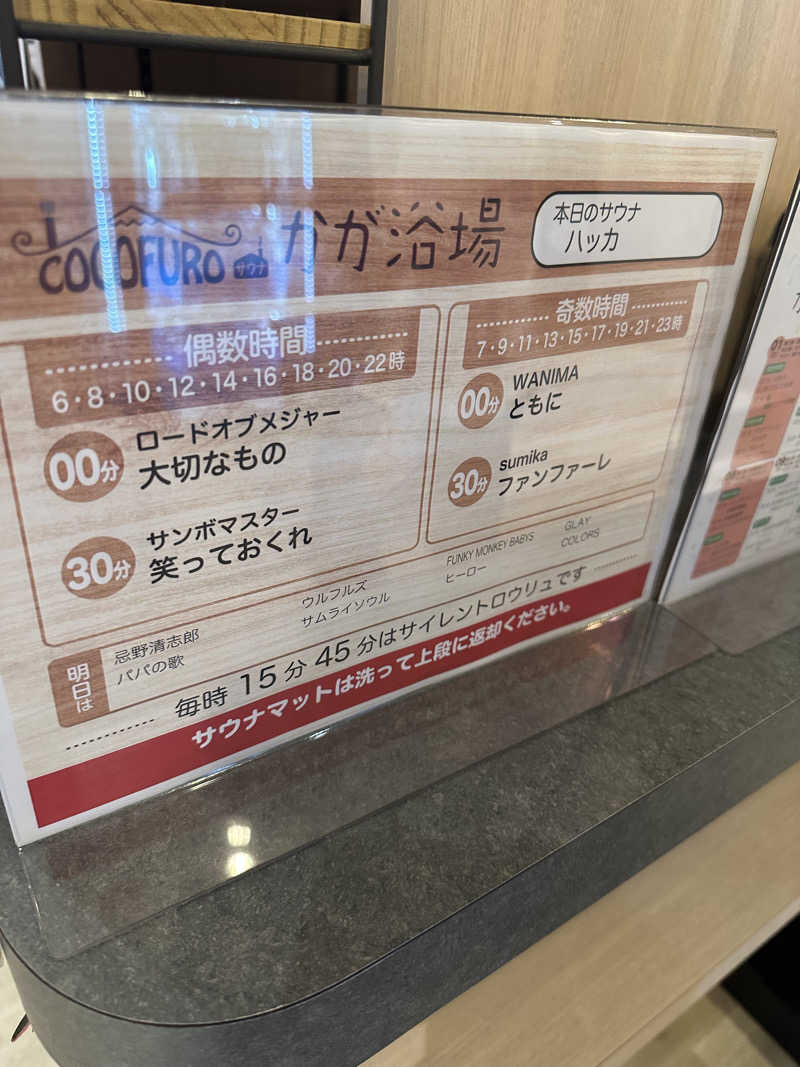 COCOFURO
サウナ
かが浴場
本日のサウナ
ハッカ
偶数時間
6・8・10・12・14・16・18・20・22時
00分
ロードオブメジャー
大切なもの
30分
サンボマスター
笑っておくれ
奇数時間
7・9・11・13・15・17・19・21・23時
00分
WANIMA
ともに
30分
sumika
ファンファーレ
明日は
忌野清志郎
パパの歌
ウルフルズ
サムライソウル
FUNKY MONKEY BABYS
ヒーロー
GLAY
COLORS
毎時 15分 45分はサイレントロウリュです
サウナマットは洗って上段に返却ください。